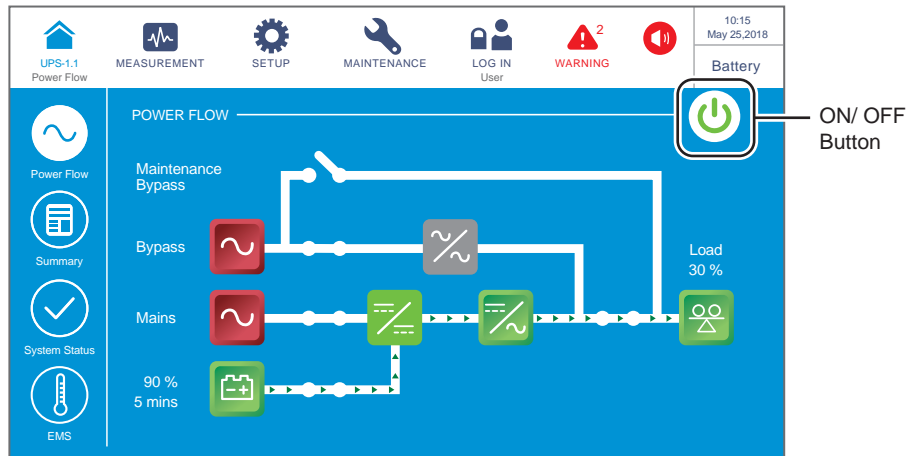 UPS-1.1
Power Flow
MEASUREMENT
SETUP
MAINTENANCE
LOG IN
User
WARNING
2
10:15
May 25,2018
Battery
ON/ OFF
Button
Power Flow
Summary
System Status
EMS
POWER FLOW
Maintenance
Bypass
Bypass
Mains
90 %
5 mins
Load
30 %